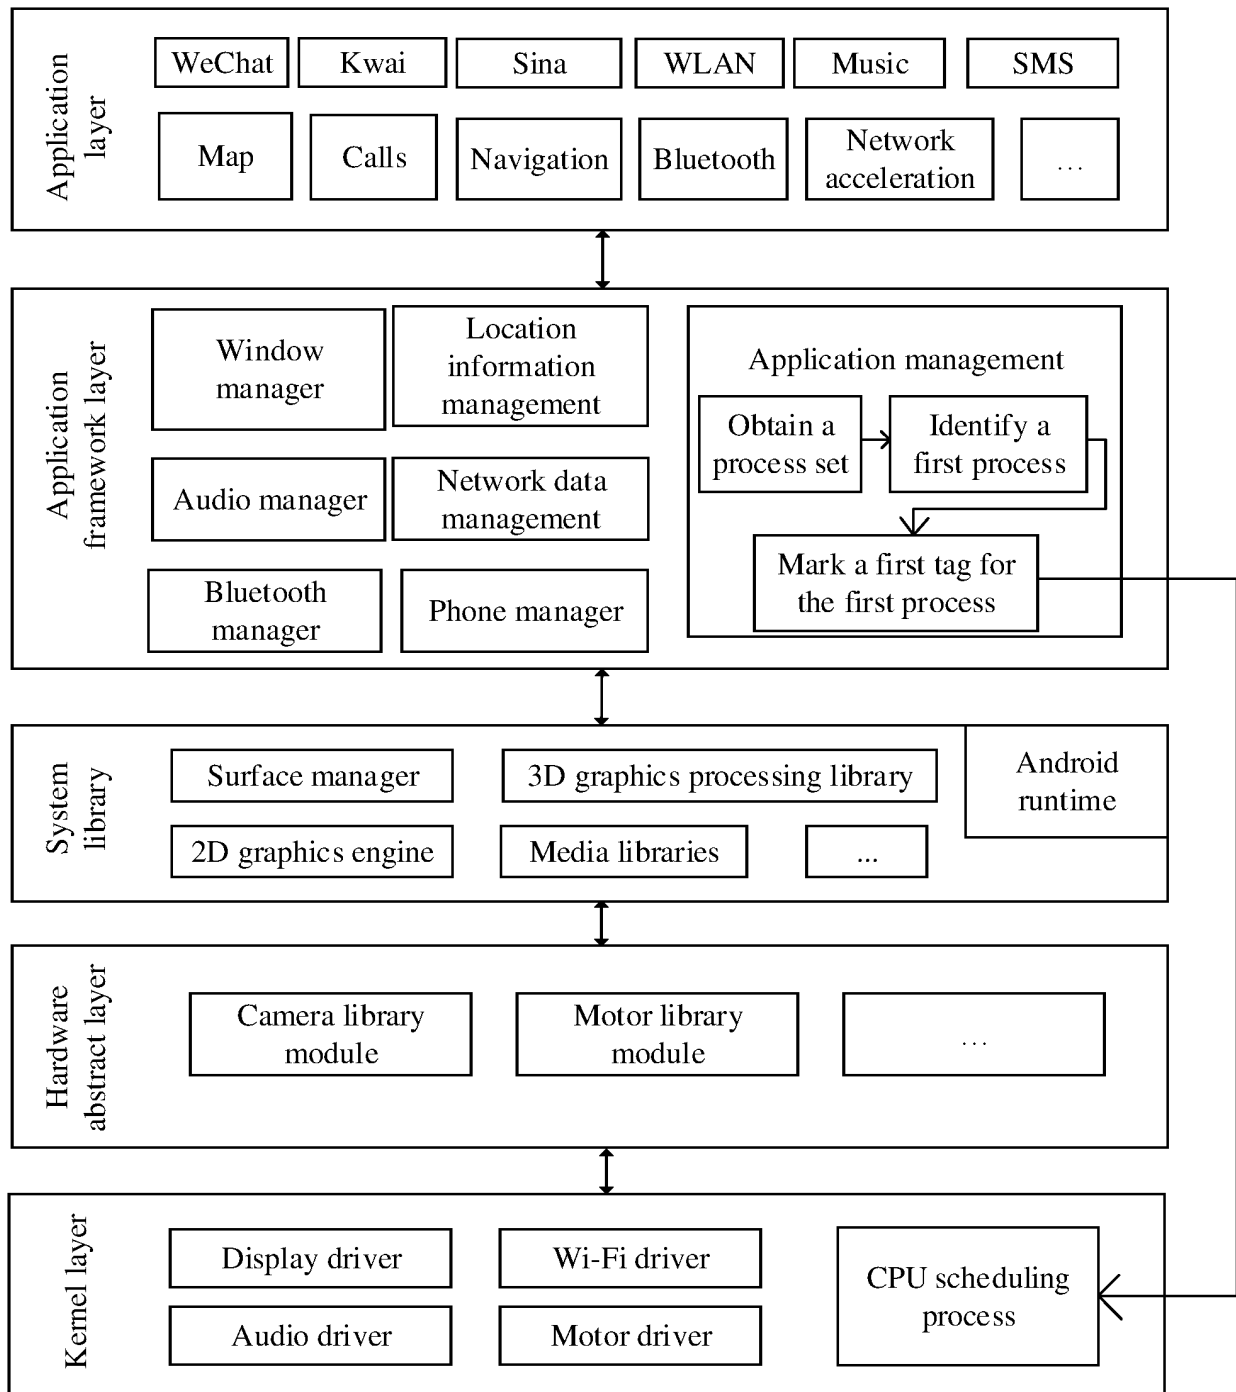 Application
layer
WeChat
Kwai
Sina
WLAN
Music
SMS
Map
Calls
Navigation
Bluetooth
Network
acceleration
...
Application
framework layer
Window
manager
Location
information
management
Audio manager
Network data
management
Bluetooth
manager
Phone manager
Application management
Obtain a
process set
Identify a
first process
Mark a first tag for
the first process
System
library
Surface manager
3D graphics processing library
2D graphics engine
Media libraries
...
Android
runtime
Hardware
abstract layer
Camera library
module
Motor library
module
...
Kernel layer
Display driver
Wi-Fi driver
Audio driver
Motor driver
CPU scheduling
process